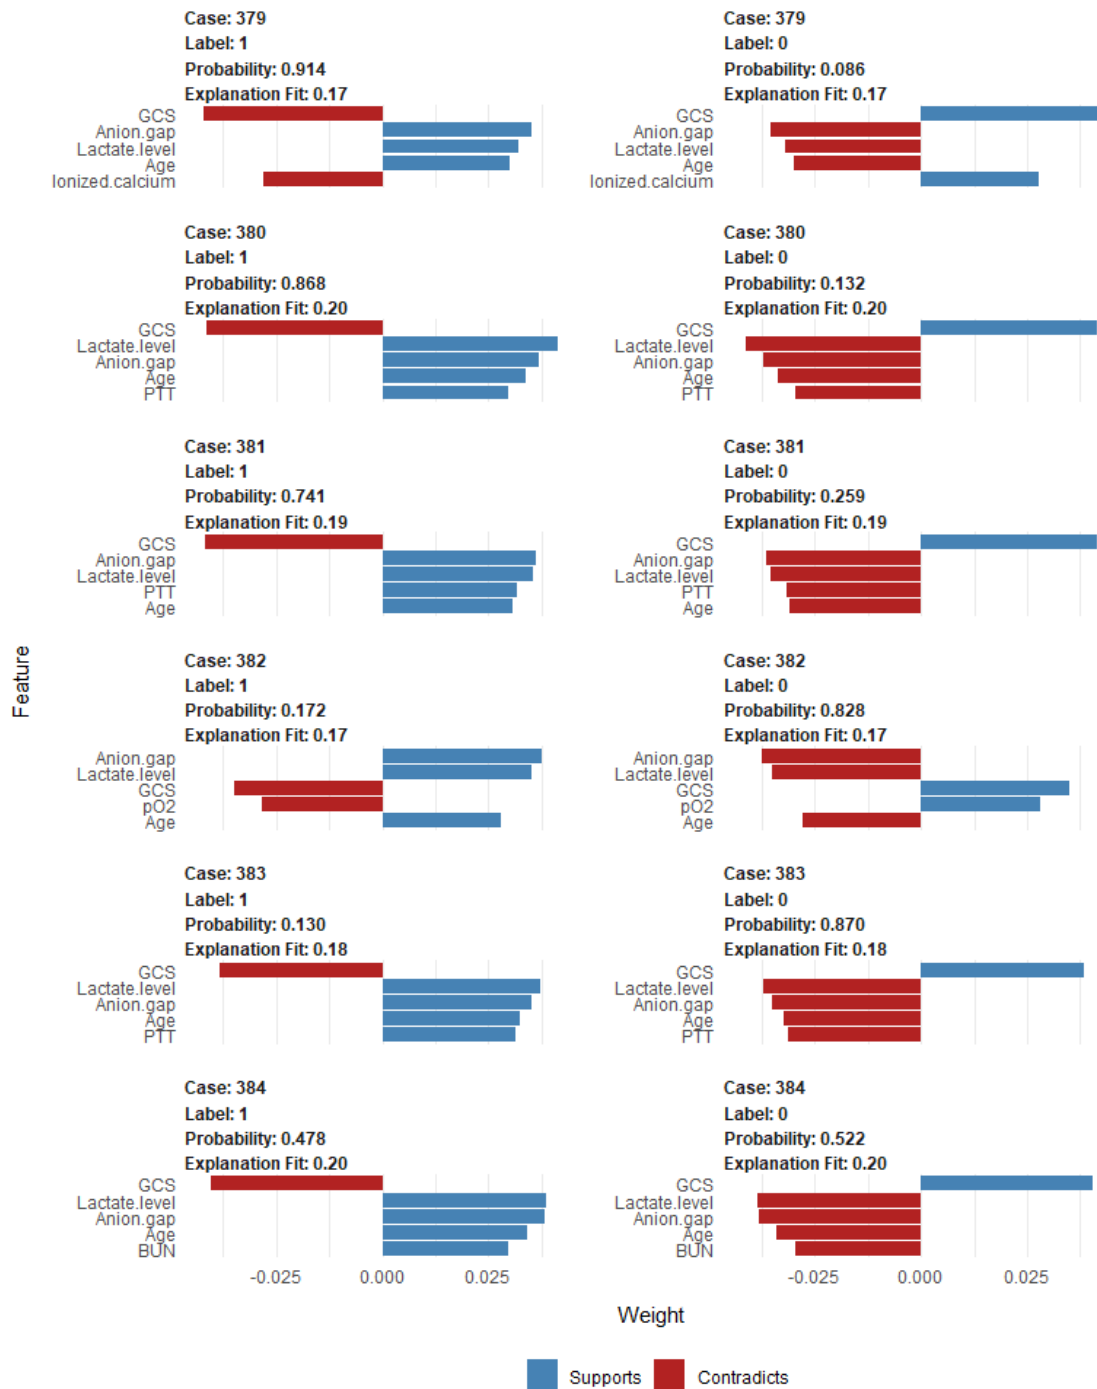 Case: 379
Label: 1
Probability: 0.914
Explanation Fit: 0.17
GCS
Anion.gap
Lactate.level
Age
Ionized.calcium
Case: 379
Label: 0
Probability: 0.086
Explanation Fit: 0.17
GCS
Anion.gap
Lactate.level
Age
Ionized.calcium
Case: 380
Label: 1
Probability: 0.868
Explanation Fit: 0.20
GCS
Lactate.level
Anion.gap
Age
PTT
Case: 380
Label: 0
Probability: 0.132
Explanation Fit: 0.20
GCS
Lactate.level
Anion.gap
Age
PTT
Case: 381
Label: 1
Probability: 0.741
Explanation Fit: 0.19
GCS
Anion.gap
Lactate.level
PTT
Age
Case: 381
Label: 0
Probability: 0.259
Explanation Fit: 0.19
GCS
Anion.gap
Lactate.level
PTT
Age
Feature
Case: 382
Label: 1
Probability: 0.172
Explanation Fit: 0.17
Anion.gap
Lactate.level
GCS
pO2
Age
Case: 382
Label: 0
Probability: 0.828
Explanation Fit: 0.17
Anion.gap
Lactate.level
GCS
pO2
Age
Case: 383
Label: 1
Probability: 0.130
Explanation Fit: 0.18
GCS
Lactate.level
Anion.gap
Age
PTT
Case: 383
Label: 0
Probability: 0.870
Explanation Fit: 0.18
GCS
Lactate.level
Anion.gap
Age
PTT
Case: 384
Label: 1
Probability: 0.478
Explanation Fit: 0.20
GCS
Lactate.level
Anion.gap
Age
BUN
Case: 384
Label: 0
Probability: 0.522
Explanation Fit: 0.20
GCS
Lactate.level
Anion.gap
Age
BUN
-0.025 0.000 0.025
-0.025 0.000 0.025
Weight
Supports Contradicts